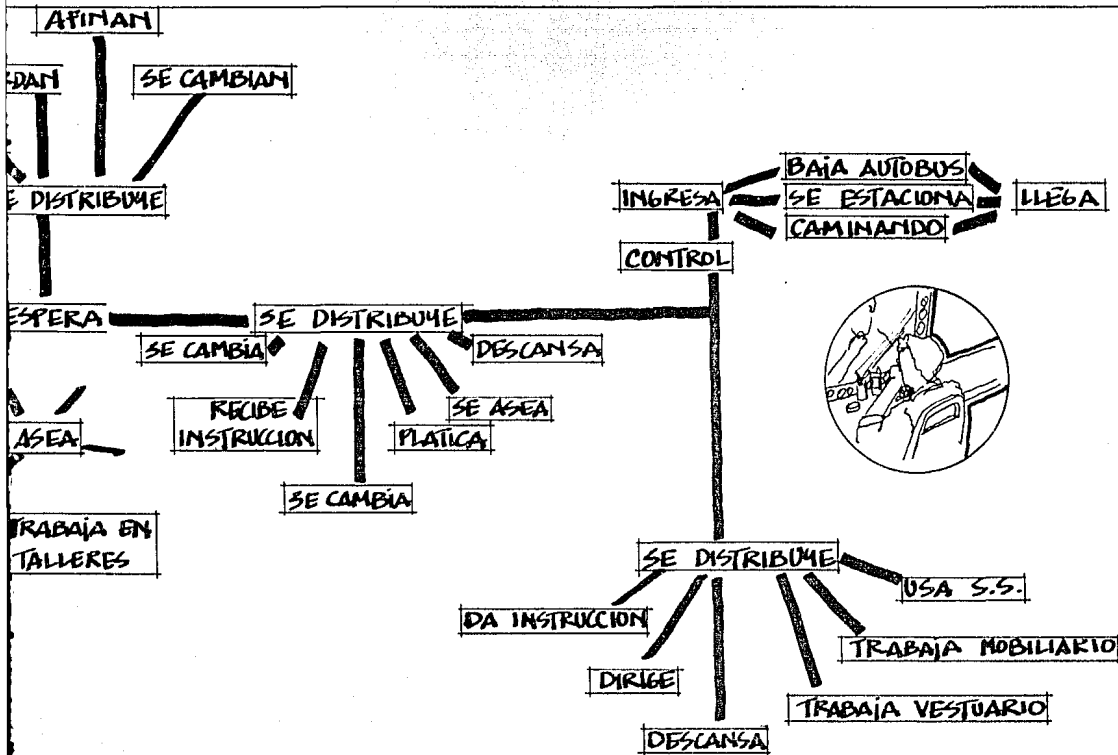 AFINAN
SE CAMBIAN
DISTRIBUYE
BAJA AUTOBUS
INGRESA
SE ESTACIONA
LLEGA
CAMINANDO
CONTROL
ESPERA
SE DISTRIBUYE
SE CAMBIA
DESCANSA
RECIBE
INSTRUCCION
SE ASEA
PLATICA
ASEA
SE CAMBIA
TRABAJA EN
TALLERES
SE DISTRIBUYE
USA S.S.
DA INSTRUCCION
TRABAJA MOBILIARIO
DIRIGE
TRABAJA VESTUARIO
DESCANSA